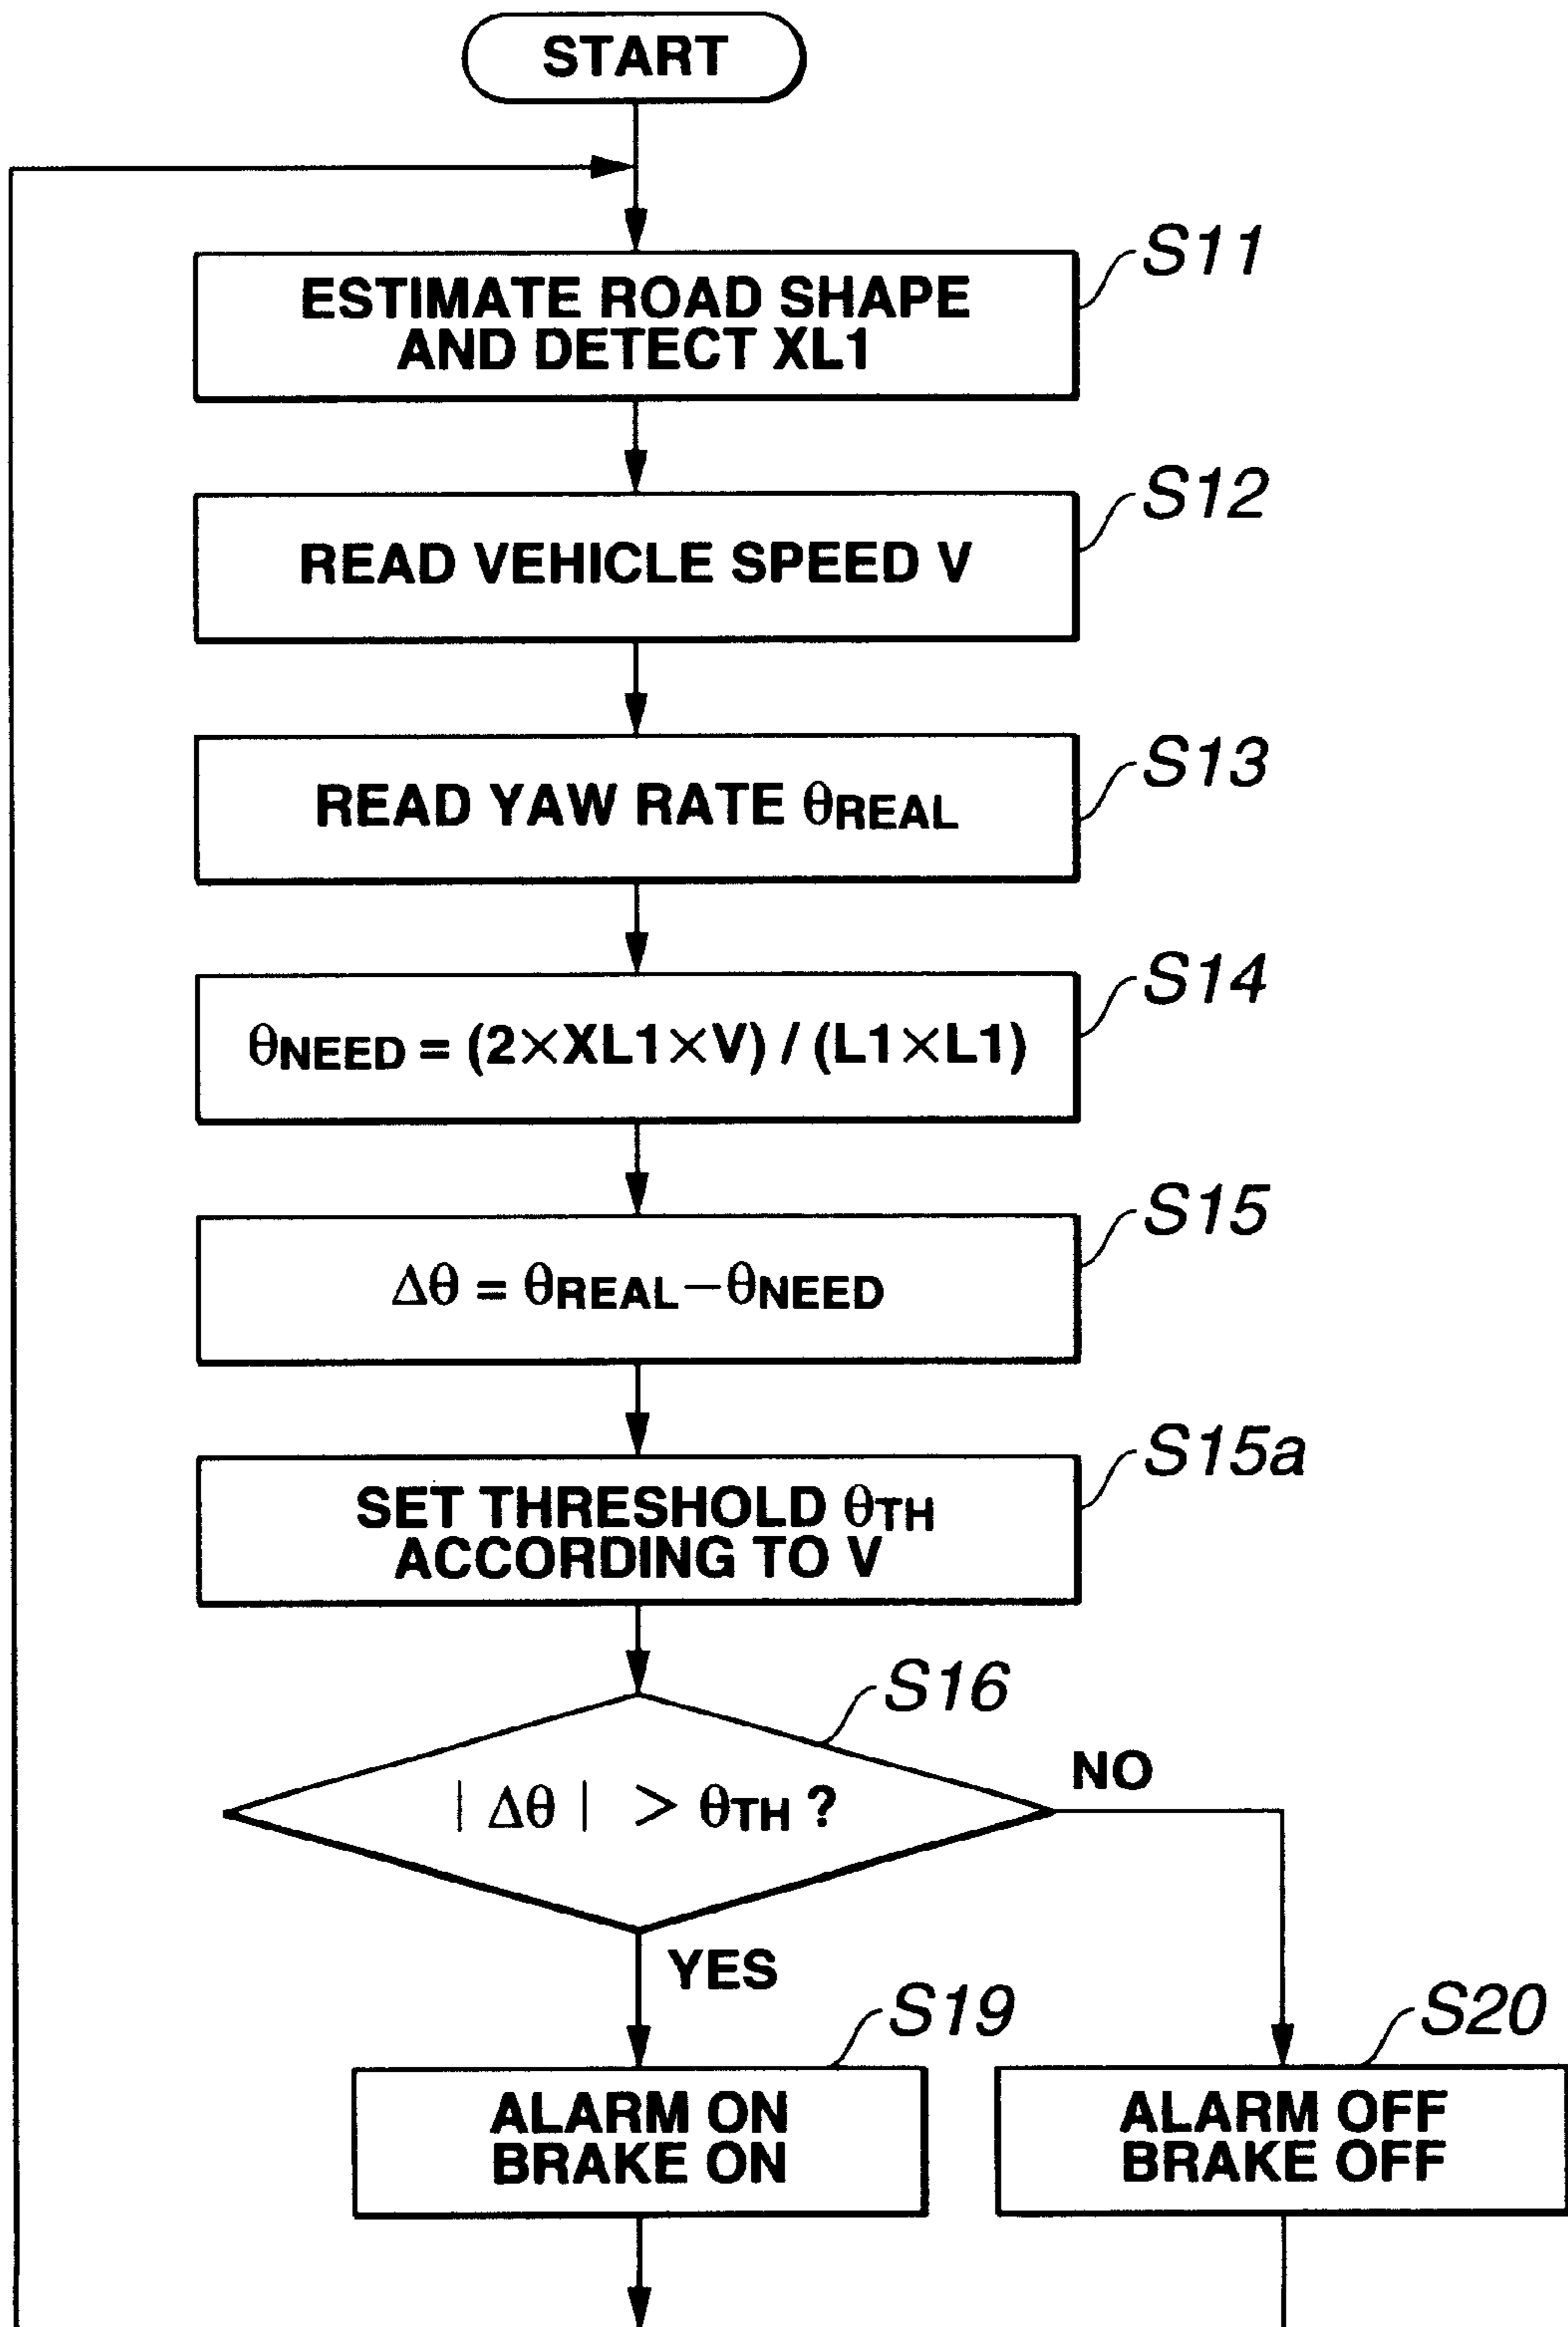 START
S11
ESTIMATE ROAD SHAPE
AND DETECT XL1
S12
READ VEHICLE SPEED V
S13
READ YAW RATE θREAL
S14
θNEED = (2×XL1×V) / (L1×L1)
S15
Δθ = θREAL−θNEED
S15a
SET THRESHOLD θTH
ACCORDING TO V
S16
| Δθ | > θTH ?
NO
YES
S19
ALARM ON
BRAKE ON
S20
ALARM OFF
BRAKE OFF